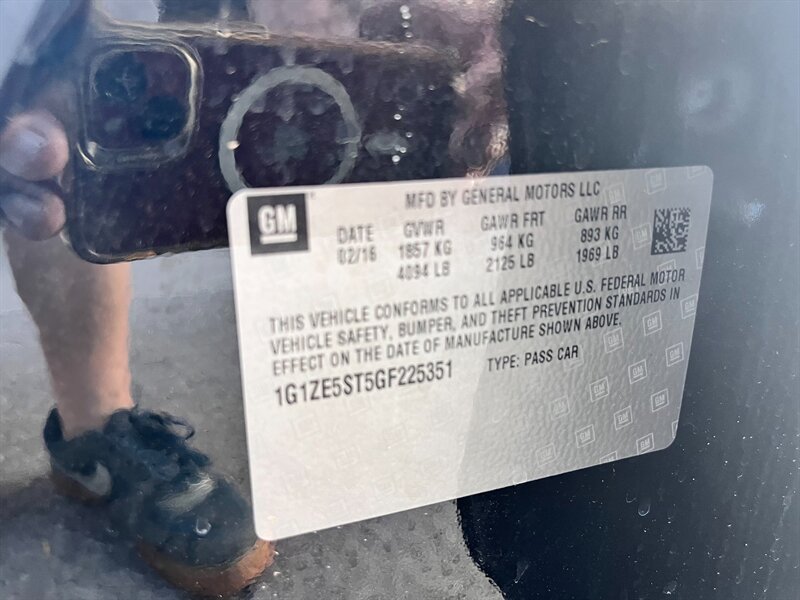 GM
MFD BY GENERAL MOTORS LLC
DATE GVWR GAWR FRT GAWR RR
02/16 1857 KG 964 KG 893 KG
4094 LB 2125 LB 1969 LB
THIS VEHICLE CONFORMS TO ALL APPLICABLE U.S. FEDERAL MOTOR
VEHICLE SAFETY, BUMPER, AND THEFT PREVENTION STANDARDS IN
EFFECT ON THE DATE OF MANUFACTURE SHOWN ABOVE.
1G1ZE5ST5GF225351 TYPE: PASS CAR